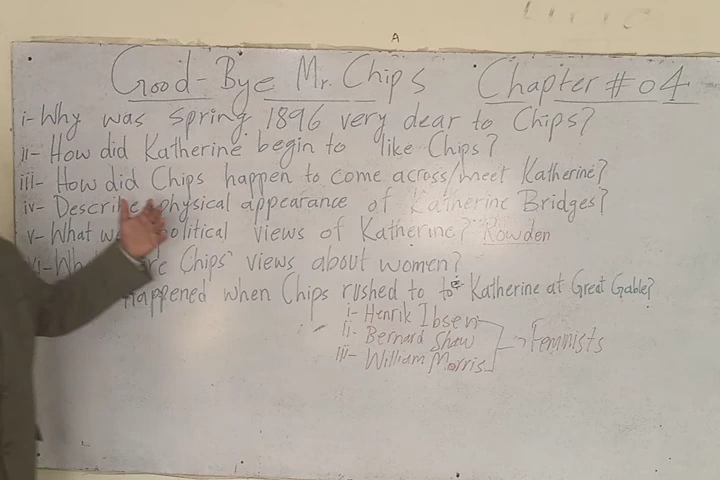 A
Good-Bye Mr. Chips Chapter # 04
i- Why was spring 1896 very dear to Chips?
ii- How did Katherine begin to like Chips?
iii- How did Chips happen to come across/meet Katherine?
iv- Describe physical appearance of Katherine Bridges?
v- What political views of Katherine? Rowden
Chips' views about women?
Happened when Chips rushed to to Katherine at Great Gable?
i- Henrik Ibsen
ii- Bernard Shaw
iii- William Morris
Feminists